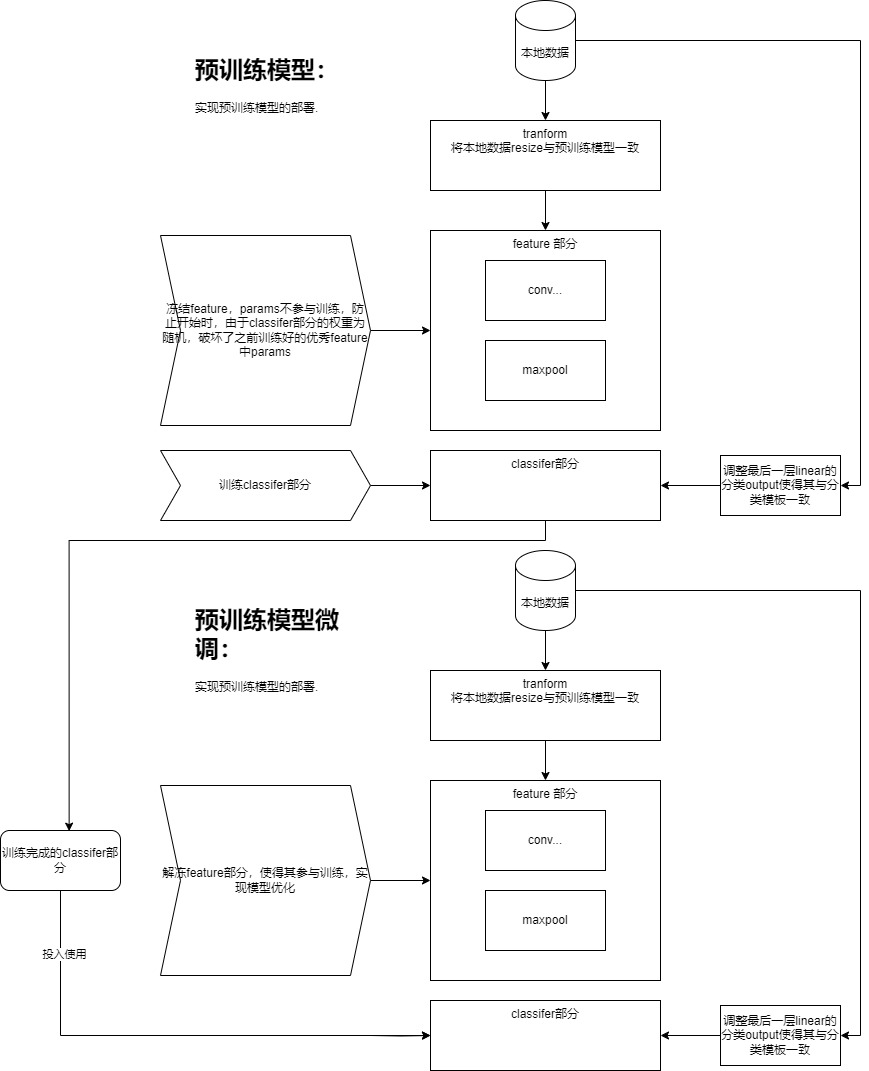 本地数据
预训练模型：
实现预训练模型的部署.
tranform
将本地数据resize与预训练模型一致
feature 部分
conv...
冻结feature，params不参与训练，防
止开始时，由于classifer部分的权重为
随机，破坏了之前训练好的优秀feature
中params
maxpool
classifer部分
训练classifer部分
调整最后一层linear的
分类output使得其与分
类模板一致
本地数据
预训练模型微
调：
实现预训练模型的部署.
tranform
将本地数据resize与预训练模型一致
feature 部分
conv...
训练完成的classifer部
分
解冻feature部分，使得其参与训练，实
现模型优化
maxpool
投入使用
classifer部分
调整最后一层linear的
分类output使得其与分
类模板一致